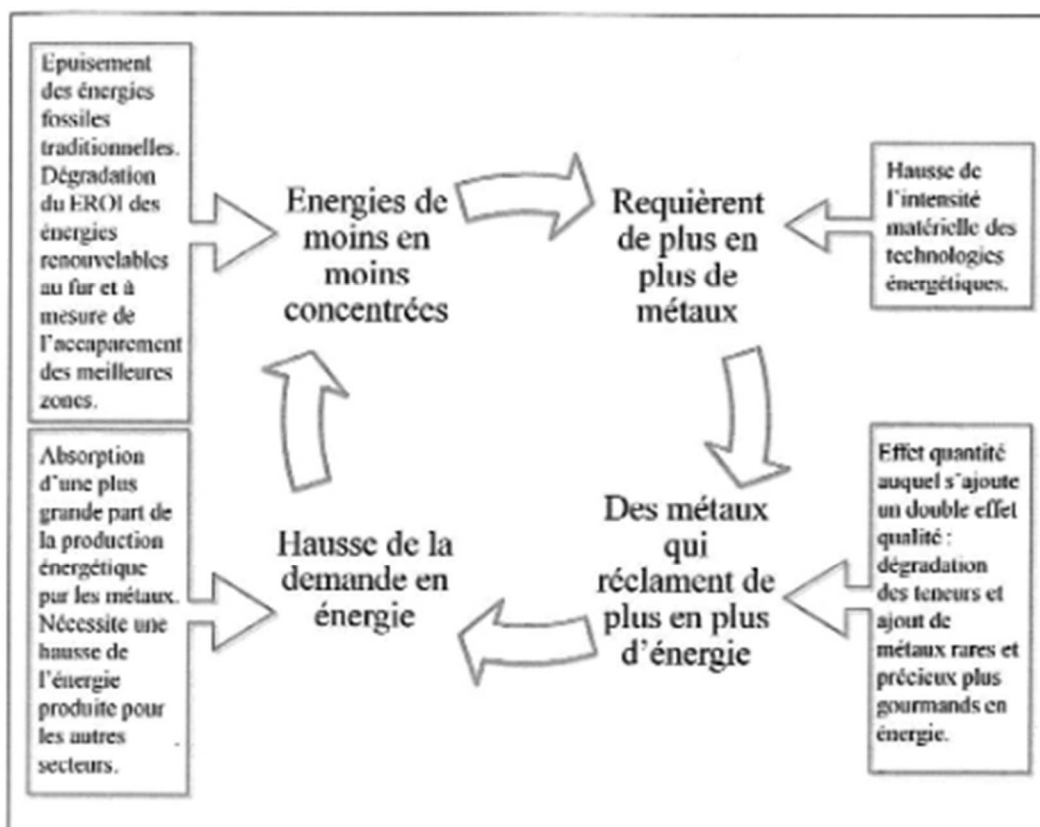 Epuisement
des énergies
fossiles
traditionnelles.
Dégradation
du EROI des
énergies
renouvelables
au fur et à
mesure de
l'accaparement
des meilleures
zones.
Energies de
moins en
moins
concentrées
Requièrent
de plus en
plus de
métaux
Hausse de
l'intensité
matérielle des
technologies
énergétiques.
Absorption
d'une plus
grande part de
la production
énergétique
par les métaux.
Nécessite une
hausse de
l'énergie
produite pour
les autres
secteurs.
Hausse de la
demande en
énergie
Des métaux
qui
réclament de
plus en plus
d'énergie
Effet quantité
auquel s'ajoute
un double effet
qualité :
dégradation
des teneurs et
ajout de
métaux rares et
précieux plus
gourmands en
énergie.